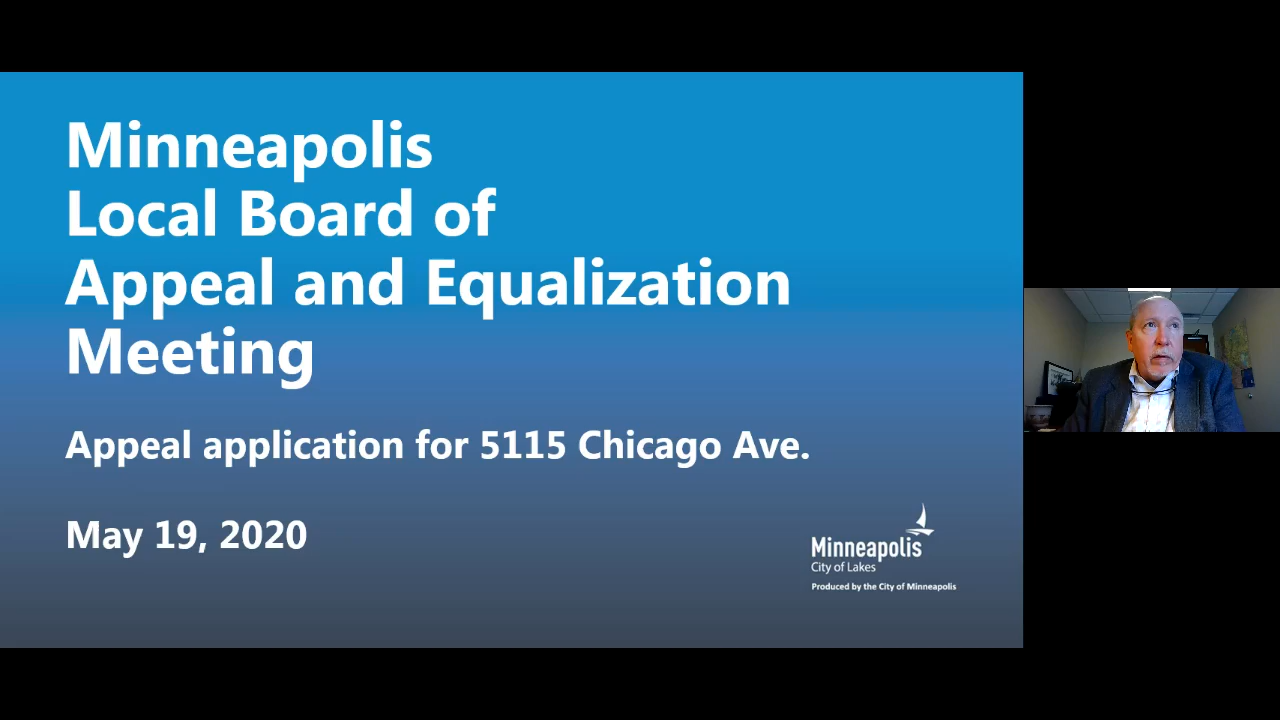 Minneapolis
Local Board of
Appeal and Equalization
Meeting
Appeal application for 5115 Chicago Ave.
May 19, 2020
Minneapolis
City of Lakes
Produced by the City of Minneapolis